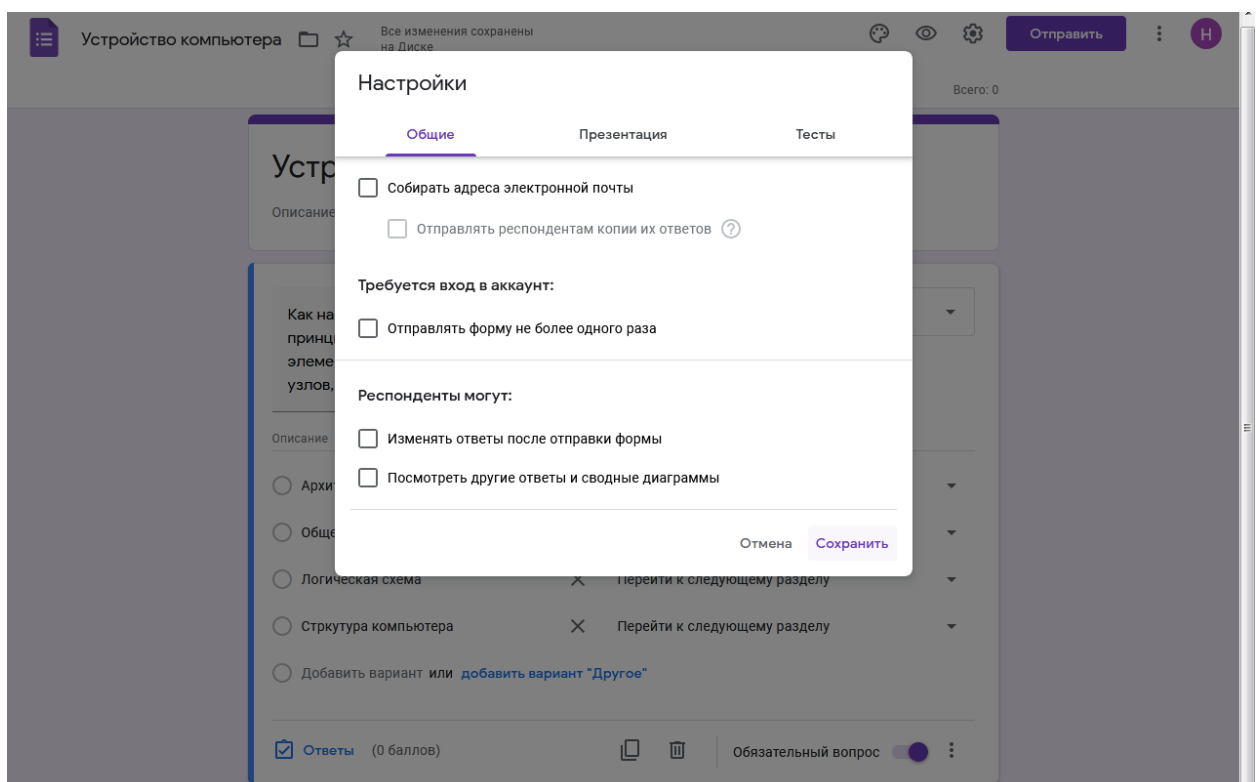 Устройство компьютера
Все изменения сохранены
на Диске
Отправить
Н
Всего: 0
Настройки
Общие
Презентация
Тесты
Устр
Описание
Собирать адреса электронной почты
Отправлять респондентам копии их ответов ?
Требуется вход в аккаунт:
Отправлять форму не более одного раза
Как на
принц
элеме
узлов,
Респонденты могут:
Описание
Изменять ответы после отправки формы
Посмотреть другие ответы и сводные диаграммы
Архи
Обще
Отмена
Сохранить
Логическая схема
Перейти к следующему разделу
Стркутура компьютера
Перейти к следующему разделу
Добавить вариант или добавить вариант "Другое"
Ответы (0 баллов)
Обязательный вопрос